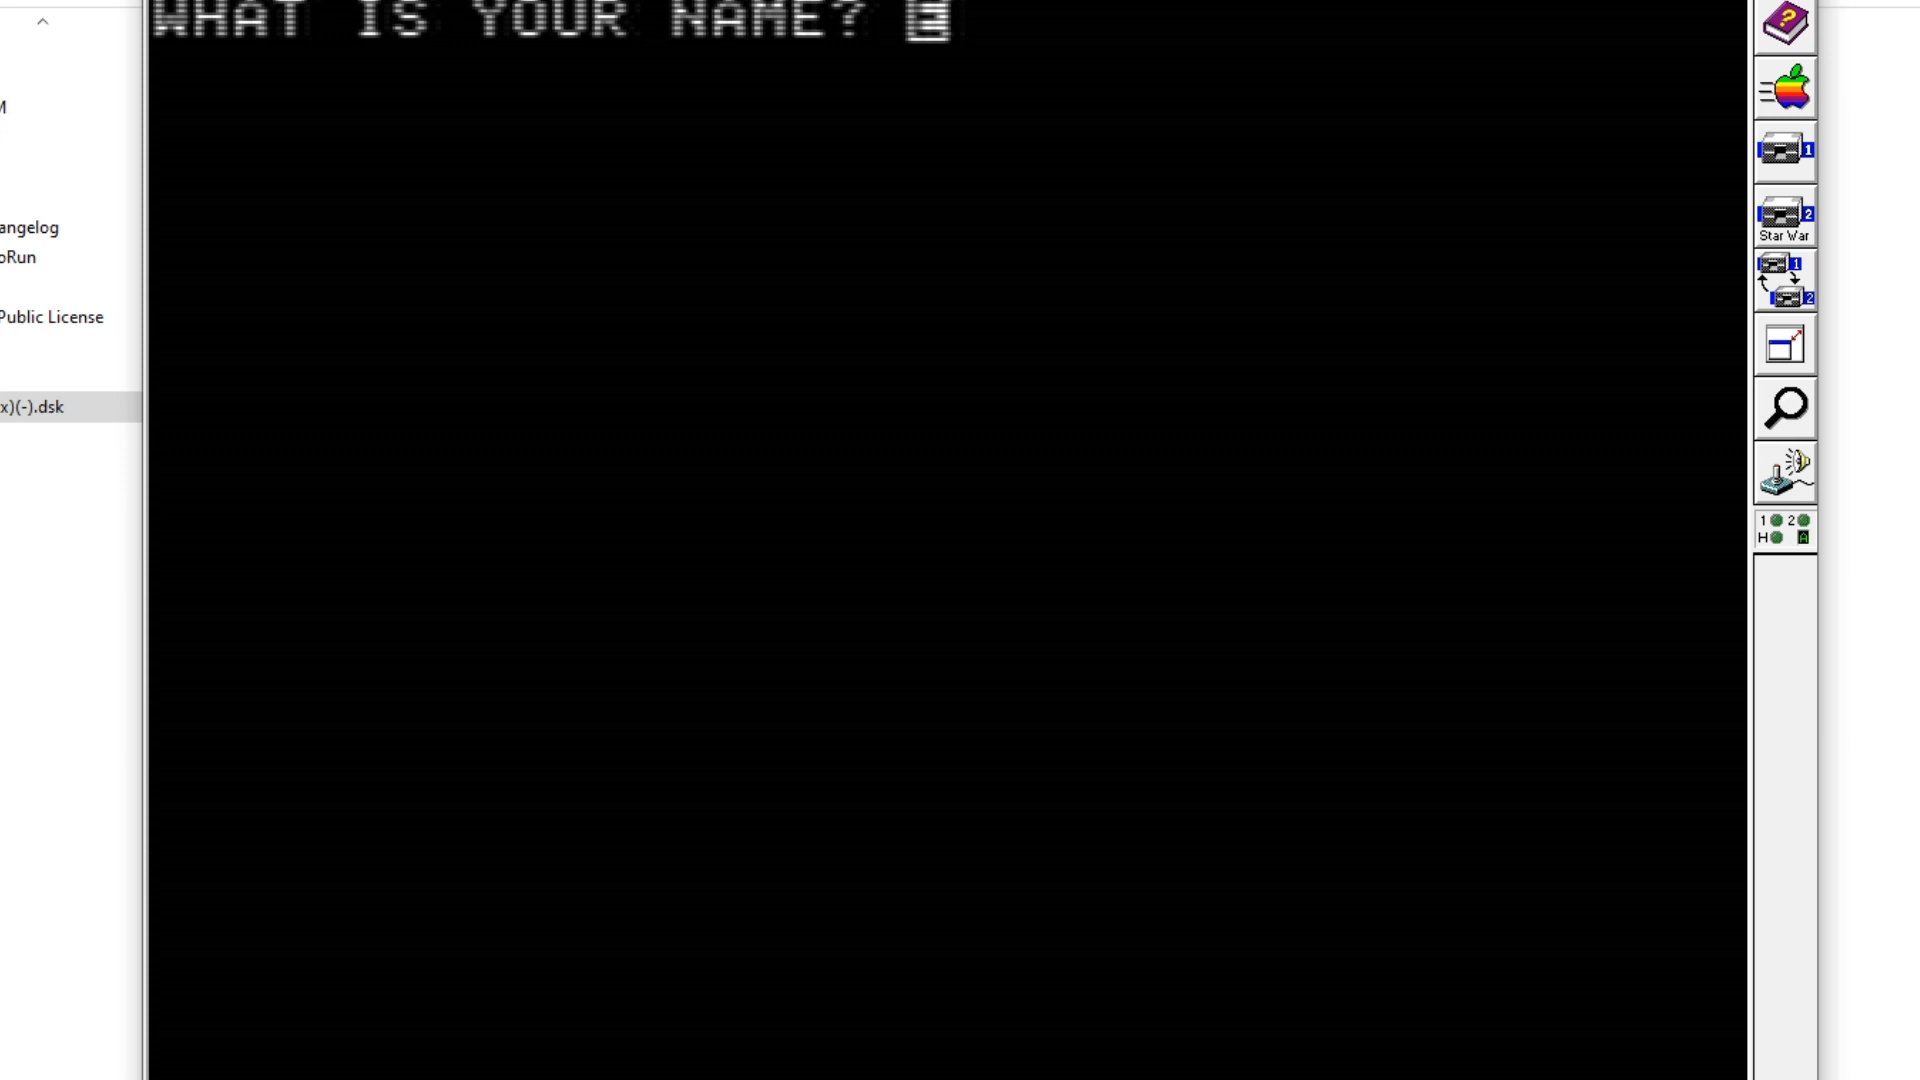 WHAT IS YOUR NAME?
M
angelog
oRun
Public License
x)(-).dsk
?
1
2
Star War
1
2
1 2
H A